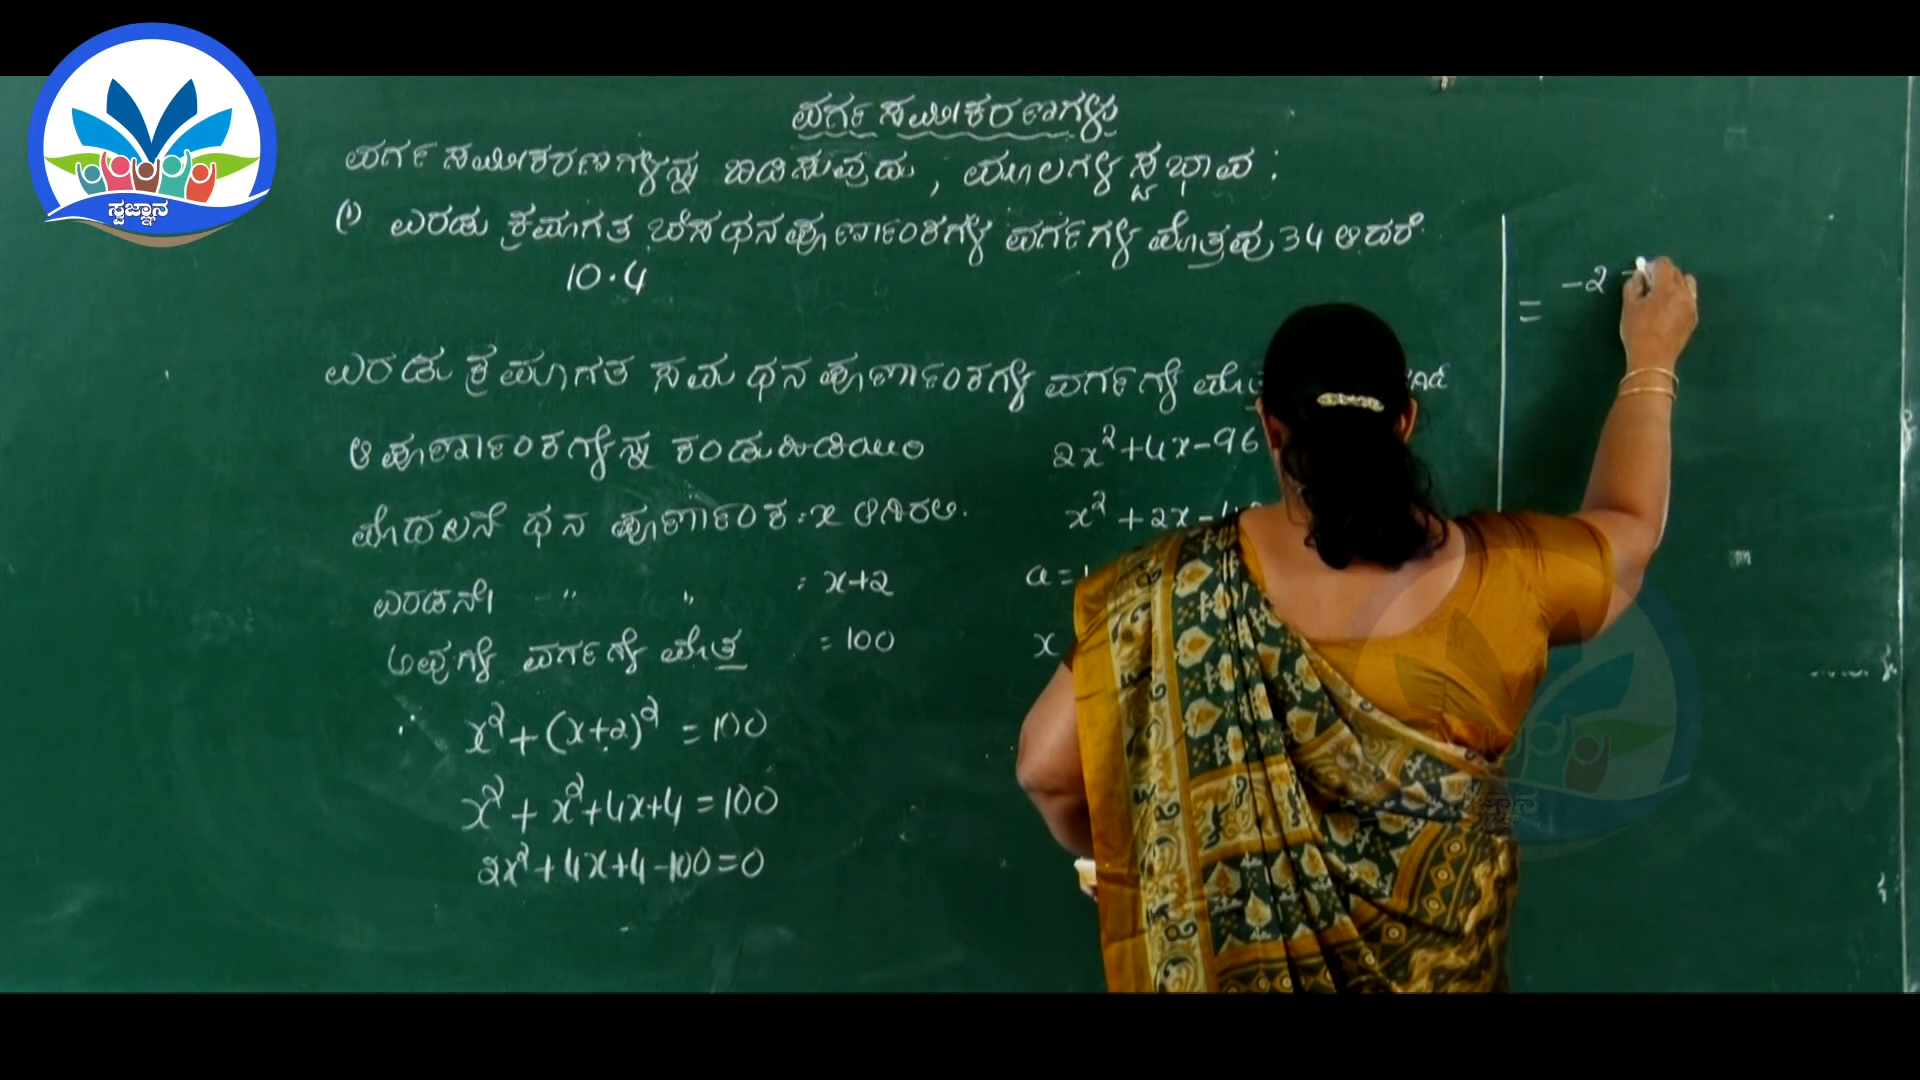 ಸ್ವಜ್ಞಾನ
ವರ್ಗ ಸಮೀಕರಣಗಳು
ವರ್ಗ ಸಮೀಕರಣಗಳನ್ನು ಬಿಡಿಸುವುದು , ಮೂಲಗಳ ಸ್ವಭಾವ :
1) ಎರಡು ಕ್ರಮಾಗತ ಬೆಸ ಧನ ಪೂರ್ಣಾಂಕಗಳ ವರ್ಗಗಳ ಮೊತ್ತವು 34 ಆದರೆ
10.4
ಎರಡು ಕ್ರಮಾಗತ ಸಮ ಧನ ಪೂರ್ಣಾಂಕಗಳ ವರ್ಗಗಳ
ಆ ಪೂರ್ಣಾಂಕಗಳನ್ನು ಕಂಡುಹಿಡಿಯಿರಿ
ಮೊದಲನೆ ಧನ ಪೂರ್ಣಾಂಕ : x ಆಗಿರಲಿ.
ಎರಡನೇ " " : x+2
ಅವುಗಳ ವರ್ಗಗಳ ಮೊತ್ತ = 100
x² + (x+2)² = 100
x² + x² + 4x + 4 = 100
2x² + 4x + 4 - 100 = 0
2x² + 4x - 96
x² + 2x - 4
a = 1
x
= -2